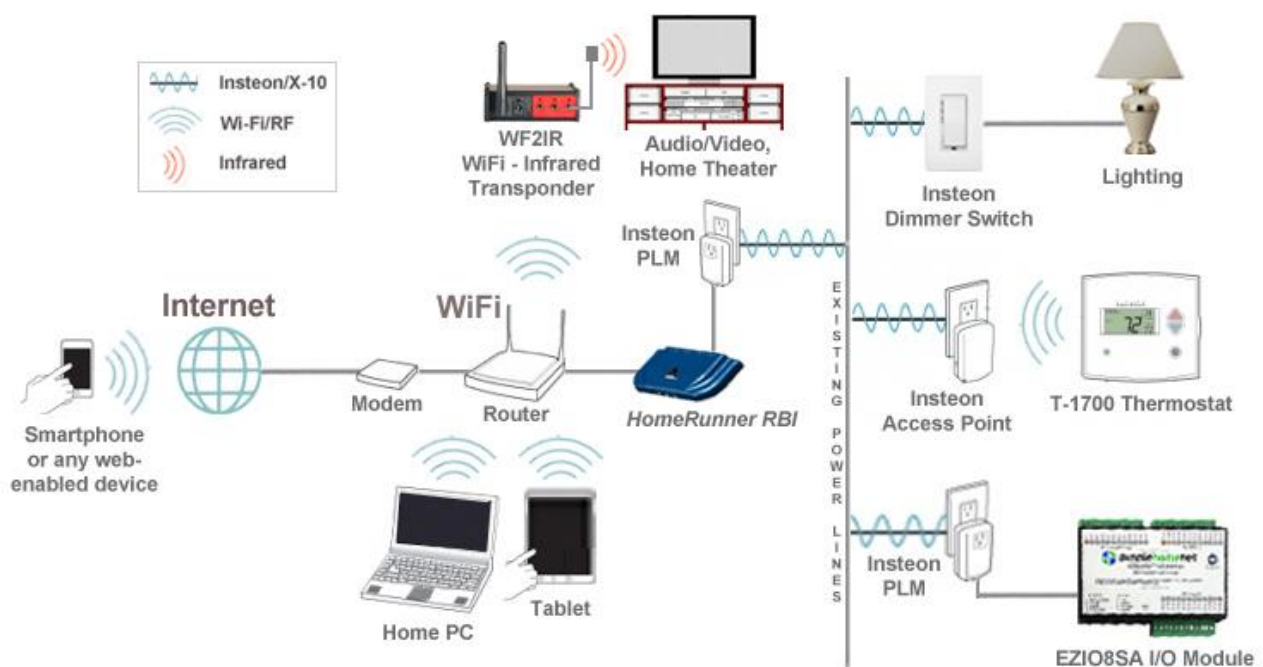 Insteon/X-10
Wi-Fi/RF
Infrared
WF2IR
WiFi - Infrared
Transponder
Audio/Video,
Home Theater
Insteon
PLM
Insteon
Dimmer Switch
Lighting
Internet
WiFi
Modem
Router
HomeRunner RBI
Smartphone
or any web-
enabled device
Home PC
Tablet
EXISTING POWER LINES
Insteon
Access Point
72
T-1700 Thermostat
Insteon
PLM
simplehomenet
EZIO8SA I/O Module